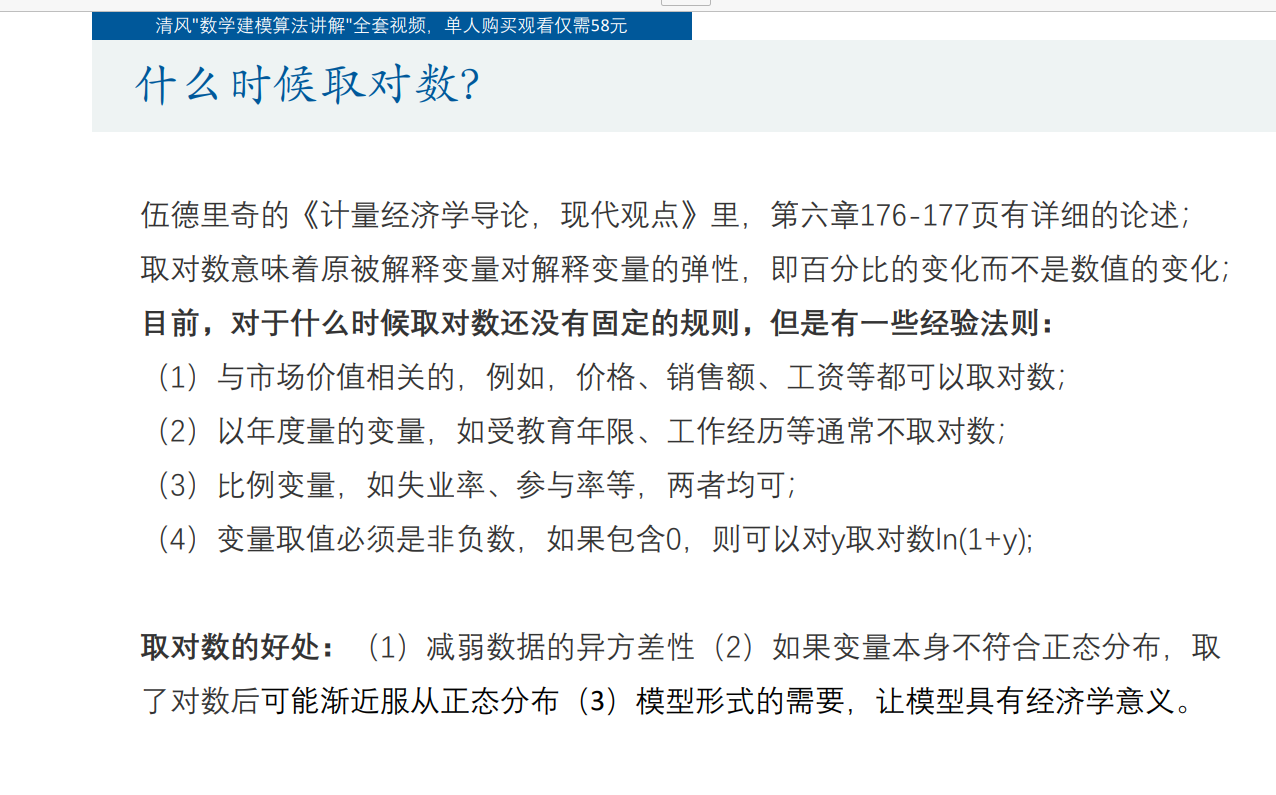 清风"数学建模算法讲解"全套视频，单人购买观看仅需58元
什么时候取对数?
伍德里奇的《计量经济学导论，现代观点》里，第六章176-177页有详细的论述；
取对数意味着原被解释变量对解释变量的弹性，即百分比的变化而不是数值的变化；
目前，对于什么时候取对数还没有固定的规则，但是有一些经验法则：
（1）与市场价值相关的，例如，价格、销售额、工资等都可以取对数；
（2）以年度量的变量，如受教育年限、工作经历等通常不取对数；
（3）比例变量，如失业率、参与率等，两者均可；
（4）变量取值必须是非负数，如果包含0，则可以对y取对数ln(1+y);
取对数的好处：（1）减弱数据的异方差性（2）如果变量本身不符合正态分布，取
了对数后可能渐近服从正态分布（3）模型形式的需要，让模型具有经济学意义。